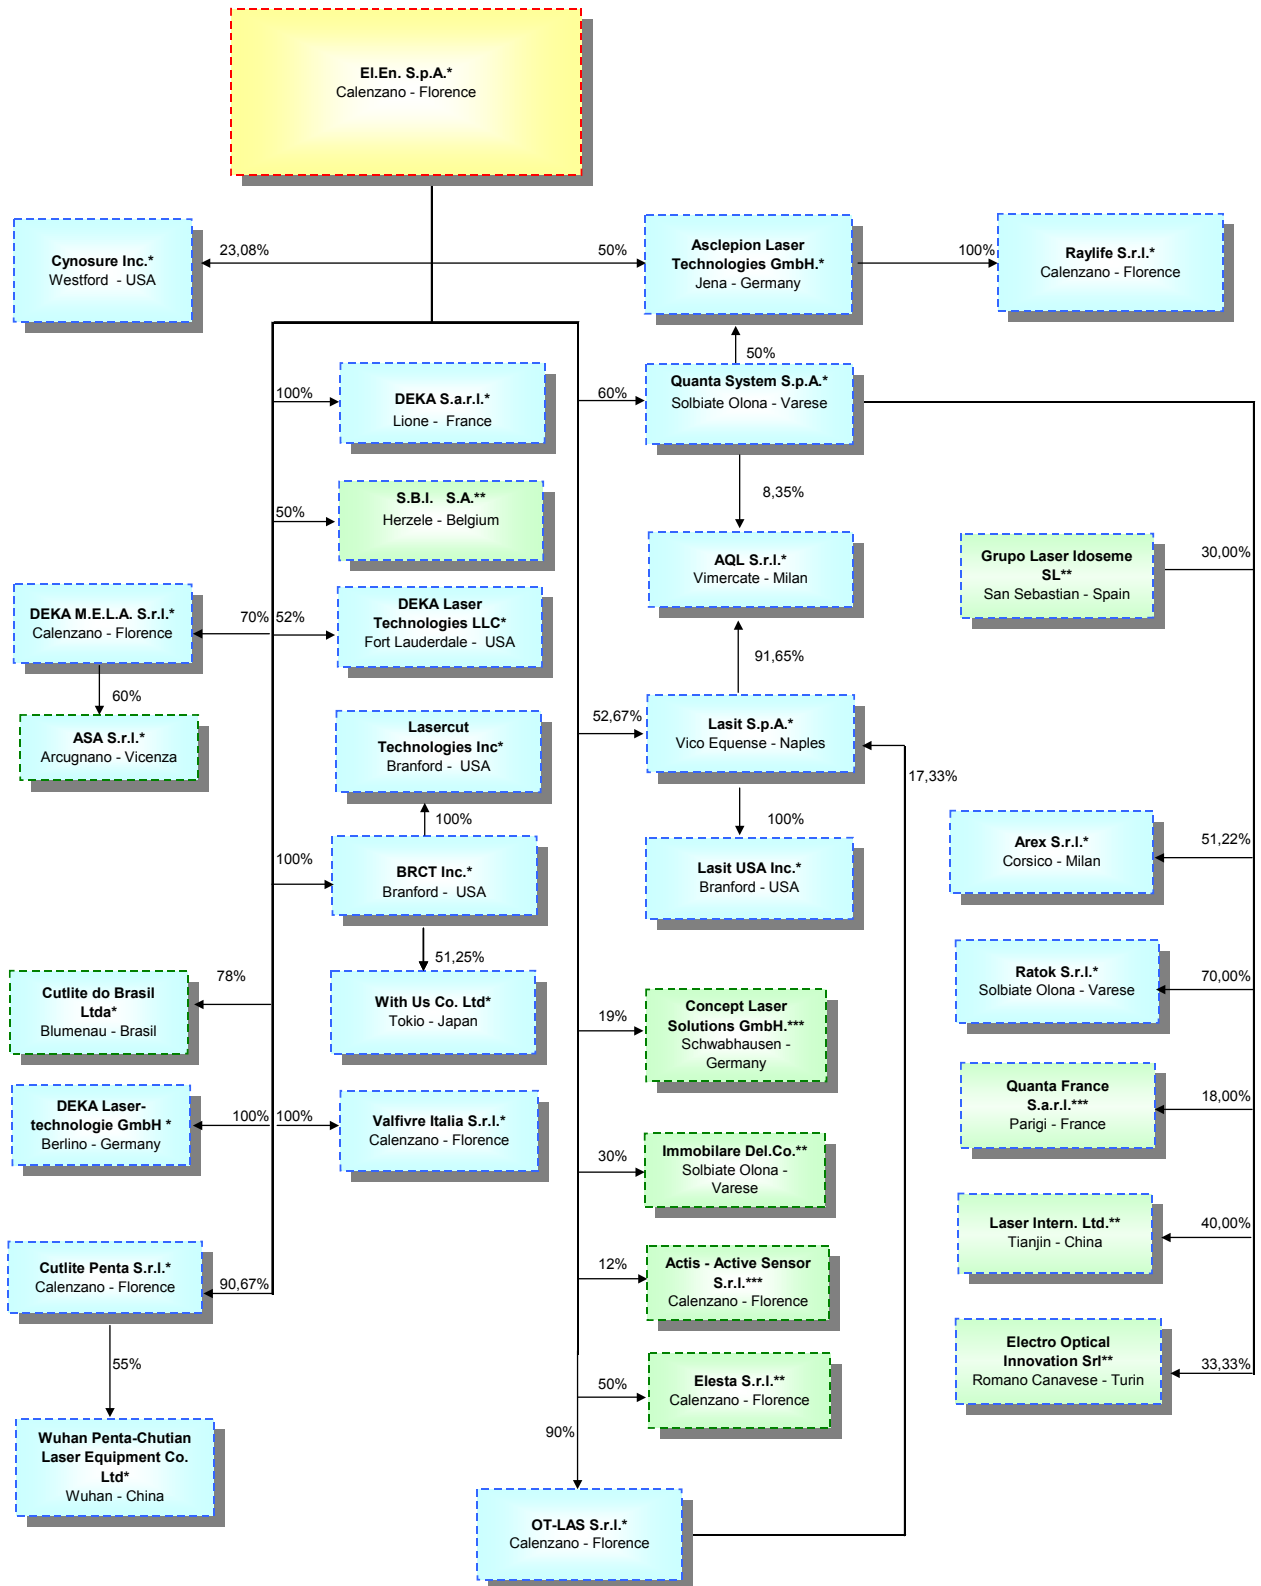 El.En. S.p.A.*
Calenzano - Florence
Cynosure Inc.*
Westford - USA
23,08%
50%
Asclepion Laser
Technologies GmbH.*
Jena - Germany
100%
Raylife S.r.l.*
Calenzano - Florence
50%
100%
DEKA S.a.r.l.*
Lione - France
60%
Quanta System S.p.A.*
Solbiate Olona - Varese
8,35%
50%
S.B.I. S.A.**
Herzele - Belgium
AQL S.r.l.*
Vimercate - Milan
Grupo Laser Idoseme
SL**
San Sebastian - Spain
30,00%
DEKA M.E.L.A. S.r.l.*
Calenzano - Florence
70%
52%
DEKA Laser
Technologies LLC*
Fort Lauderdale - USA
91,65%
60%
ASA S.r.l.*
Arcugnano - Vicenza
Lasercut
Technologies Inc*
Branford - USA
52,67%
Lasit S.p.A.*
Vico Equense - Naples
17,33%
100%
100%
100%
BRCT Inc.*
Branford - USA
Lasit USA Inc.*
Branford - USA
Arex S.r.l.*
Corsico - Milan
51,22%
51,25%
Cutlite do Brasil
Ltda*
Blumenau - Brasil
78%
With Us Co. Ltd*
Tokio - Japan
19%
Concept Laser
Solutions GmbH.***
Schwabhausen -
Germany
Ratok S.r.l.*
Solbiate Olona - Varese
70,00%
DEKA Laser-
technologie GmbH *
Berlino - Germany
100%
100%
Valfivre Italia S.r.l.*
Calenzano - Florence
30%
Immobilare Del.Co.**
Solbiate Olona -
Varese
Quanta France
S.a.r.l.***
Parigi - France
18,00%
Laser Intern. Ltd.**
Tianjin - China
40,00%
Cutlite Penta S.r.l.*
Calenzano - Florence
90,67%
12%
Actis - Active Sensor
S.r.l.***
Calenzano - Florence
55%
50%
Elesta S.r.l.**
Calenzano - Florence
Electro Optical
Innovation Srl**
Romano Canavese - Turin
33,33%
Wuhan Penta-Chutian
Laser Equipment Co.
Ltd*
Wuhan - China
90%
OT-LAS S.r.l.*
Calenzano - Florence